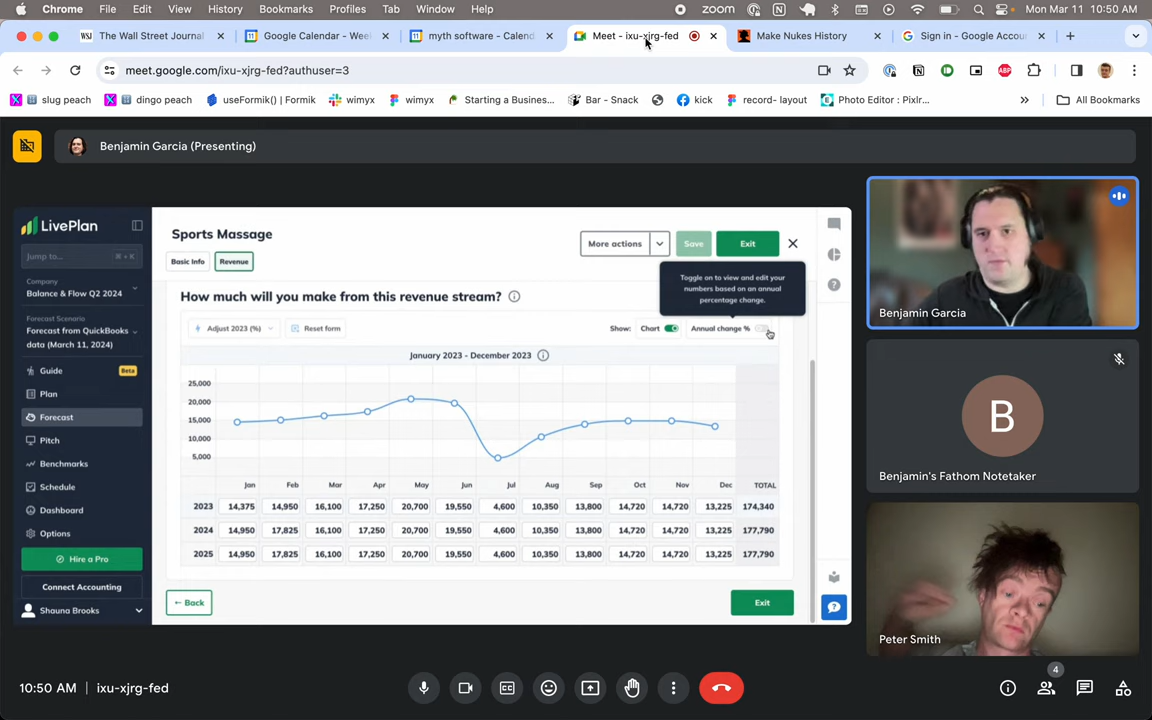 Chrome File Edit View History Bookmarks Profiles Tab Window Help zoom Mon Mar 11 10:50 AM
WSJ The Wall Street Journal Google Calendar - Wee myth software - Calend Meet - ixu-xjrg-fed Make Nukes History Sign in - Google Accou
meet.google.com/ixu-xjrg-fed?authuser=3
slug peach dingo peach useFormik() | Formik wimyx wimyx Starting a Business... Bar - Snack kick record- layout Photo Editor : Pixlr... All Bookmarks
Benjamin Garcia (Presenting)
LivePlan
Jump to...
Company
Balance & Flow Q2 2024
Forecast Scenario
Forecast from QuickBooks
data (March 11, 2024)
Guide Beta
Plan
Forecast
Pitch
Benchmarks
Schedule
Dashboard
Options
Hire a Pro
Connect Accounting
Shauna Brooks
Sports Massage
More actions Save Exit
Basic Info Revenue
Toggle on to view and edit your
numbers based on an annual
percentage change.
How much will you make from this revenue stream?
Adjust 2023 (%) Reset form Show: Chart Annual change %
January 2023 - December 2023
25,000
20,000
15,000
10,000
5,000
Jan Feb Mar Apr May Jun Jul Aug Sep Oct Nov Dec TOTAL
2023 14,375 14,950 16,100 17,250 20,700 19,550 4,600 10,350 13,800 14,720 14,720 13,225 174,340
2024 14,950 17,825 16,100 17,250 20,700 19,550 4,600 10,350 13,800 14,720 14,720 13,225 177,790
2025 14,950 17,825 16,100 17,250 20,700 19,550 4,600 10,350 13,800 14,720 14,720 13,225 177,790
← Back Exit
Benjamin Garcia
B
Benjamin's Fathom Notetaker
Peter Smith
10:50 AM | ixu-xjrg-fed
4